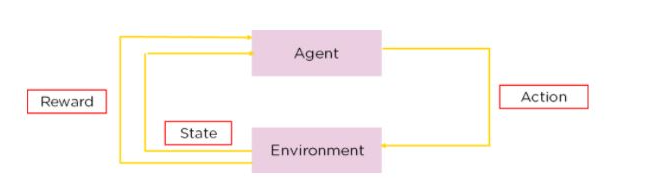 Agent
Reward
Action
State
Environment